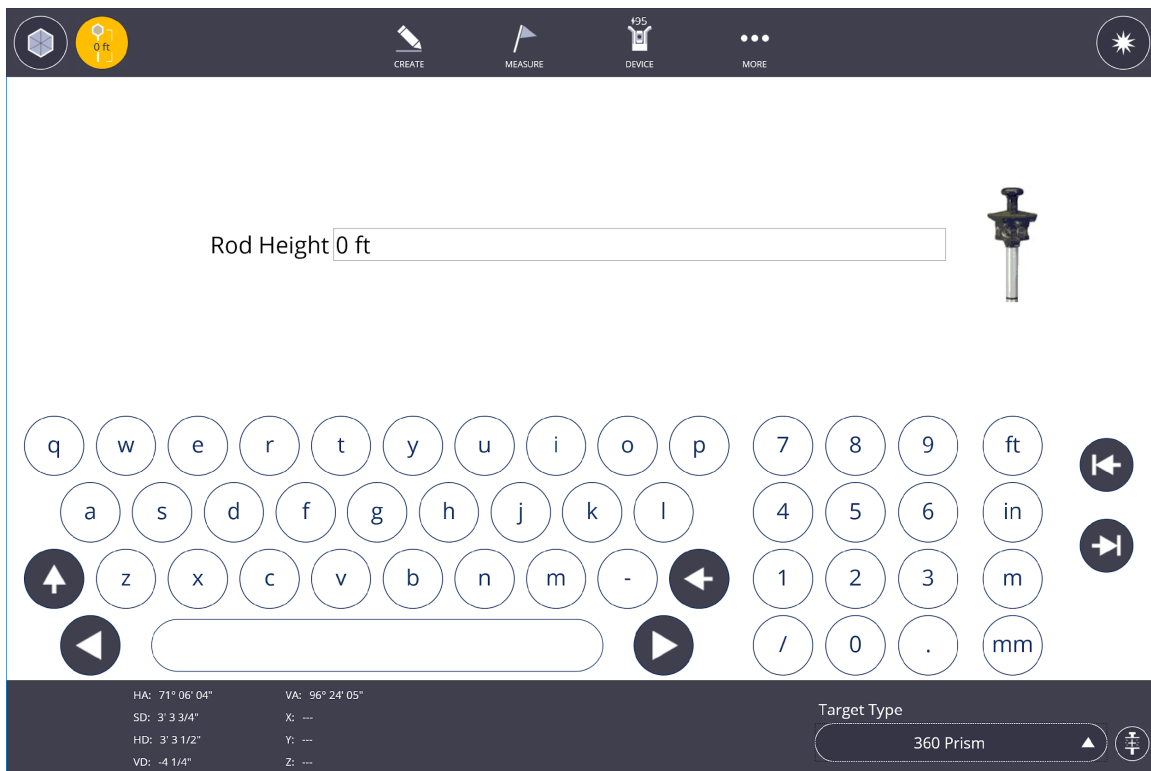 0 ft
95
CREATE
MEASURE
DEVICE
MORE
Rod Height 0 ft
q w e r t y u i o p 7 8 9 ft
a s d f g h j k l 4 5 6 in
z x c v b n m - 1 2 3 m
/ 0 . mm
HA: 71° 06' 04" VA: 96° 24' 05"
SD: 3' 3 3/4" X: ---
HD: 3' 3 1/2" Y: ---
VD: -4 1/4" Z: ---
Target Type
360 Prism